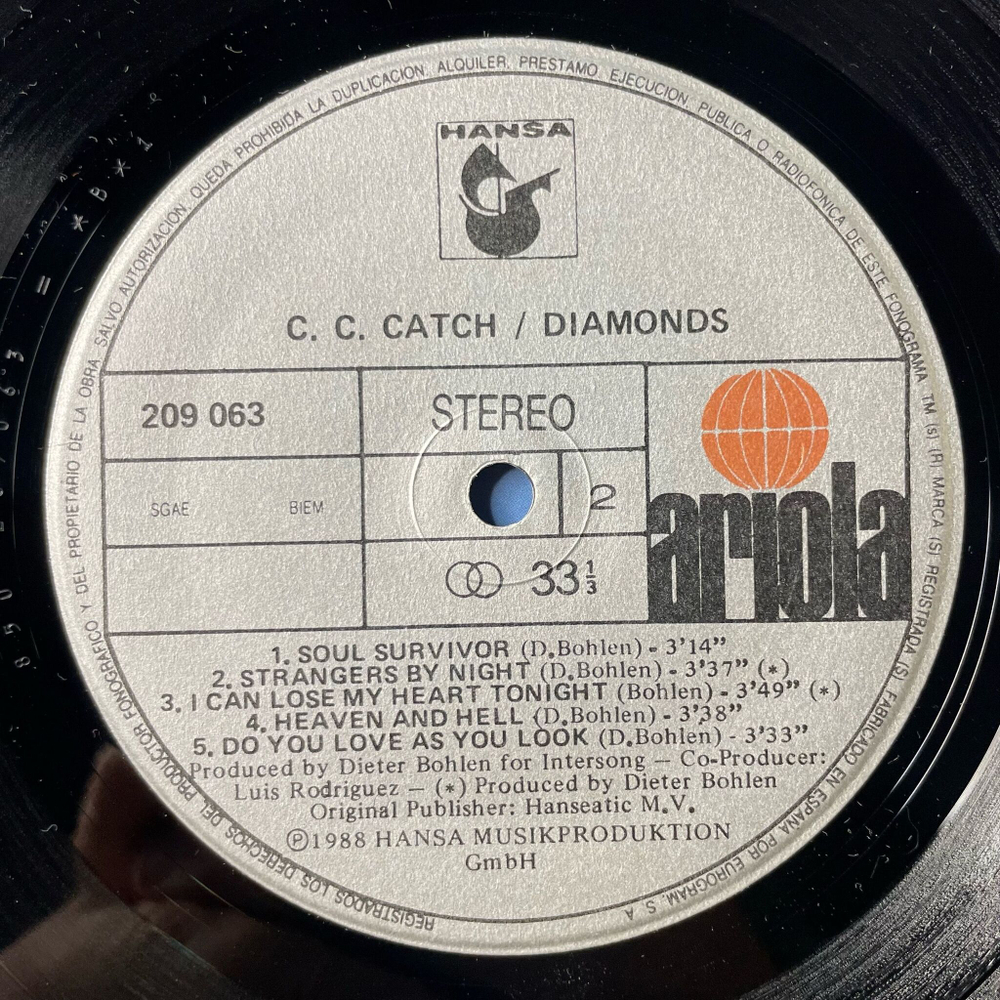 REGISTRADOS LOS DERECHOS DEL PRODUCTOR FONOGRAFICO Y DEL PROPIETARIO DE LA OBRA SALVO AUTORIZACION QUEDA PROHIBIDA LA DUPLICACION ALQUILER, PRESTAMO EJECUCION PUBLICA O RADIOFONICA DE ESTE FONOGRAMA TM (S) (R) MARCA (S) REGISTRADA (S) FABRICADO EN ESPAÑA POR EUROGRAM, S. A
HANSA
C. C. CATCH / DIAMONDS
209 063
STEREO
SGAE BIEM
2
33 1/3
ariola
1. SOUL SURVIVOR (D.Bohlen) - 3'14"
2. STRANGERS BY NIGHT (D.Bohlen) - 3'37" (*)
3. I CAN LOSE MY HEART TONIGHT (Bohlen) - 3'49" (*)
4. HEAVEN AND HELL (D.Bohlen) - 3'38"
5. DO YOU LOVE AS YOU LOOK (D.Bohlen) - 3'33"
Produced by Dieter Bohlen for Intersong — Co-Producer:
Luis Rodriguez — (*) Produced by Dieter Bohlen
Original Publisher: Hanseatic M.V.
Ⓟ1988 HANSA MUSIKPRODUKTION
GmbH